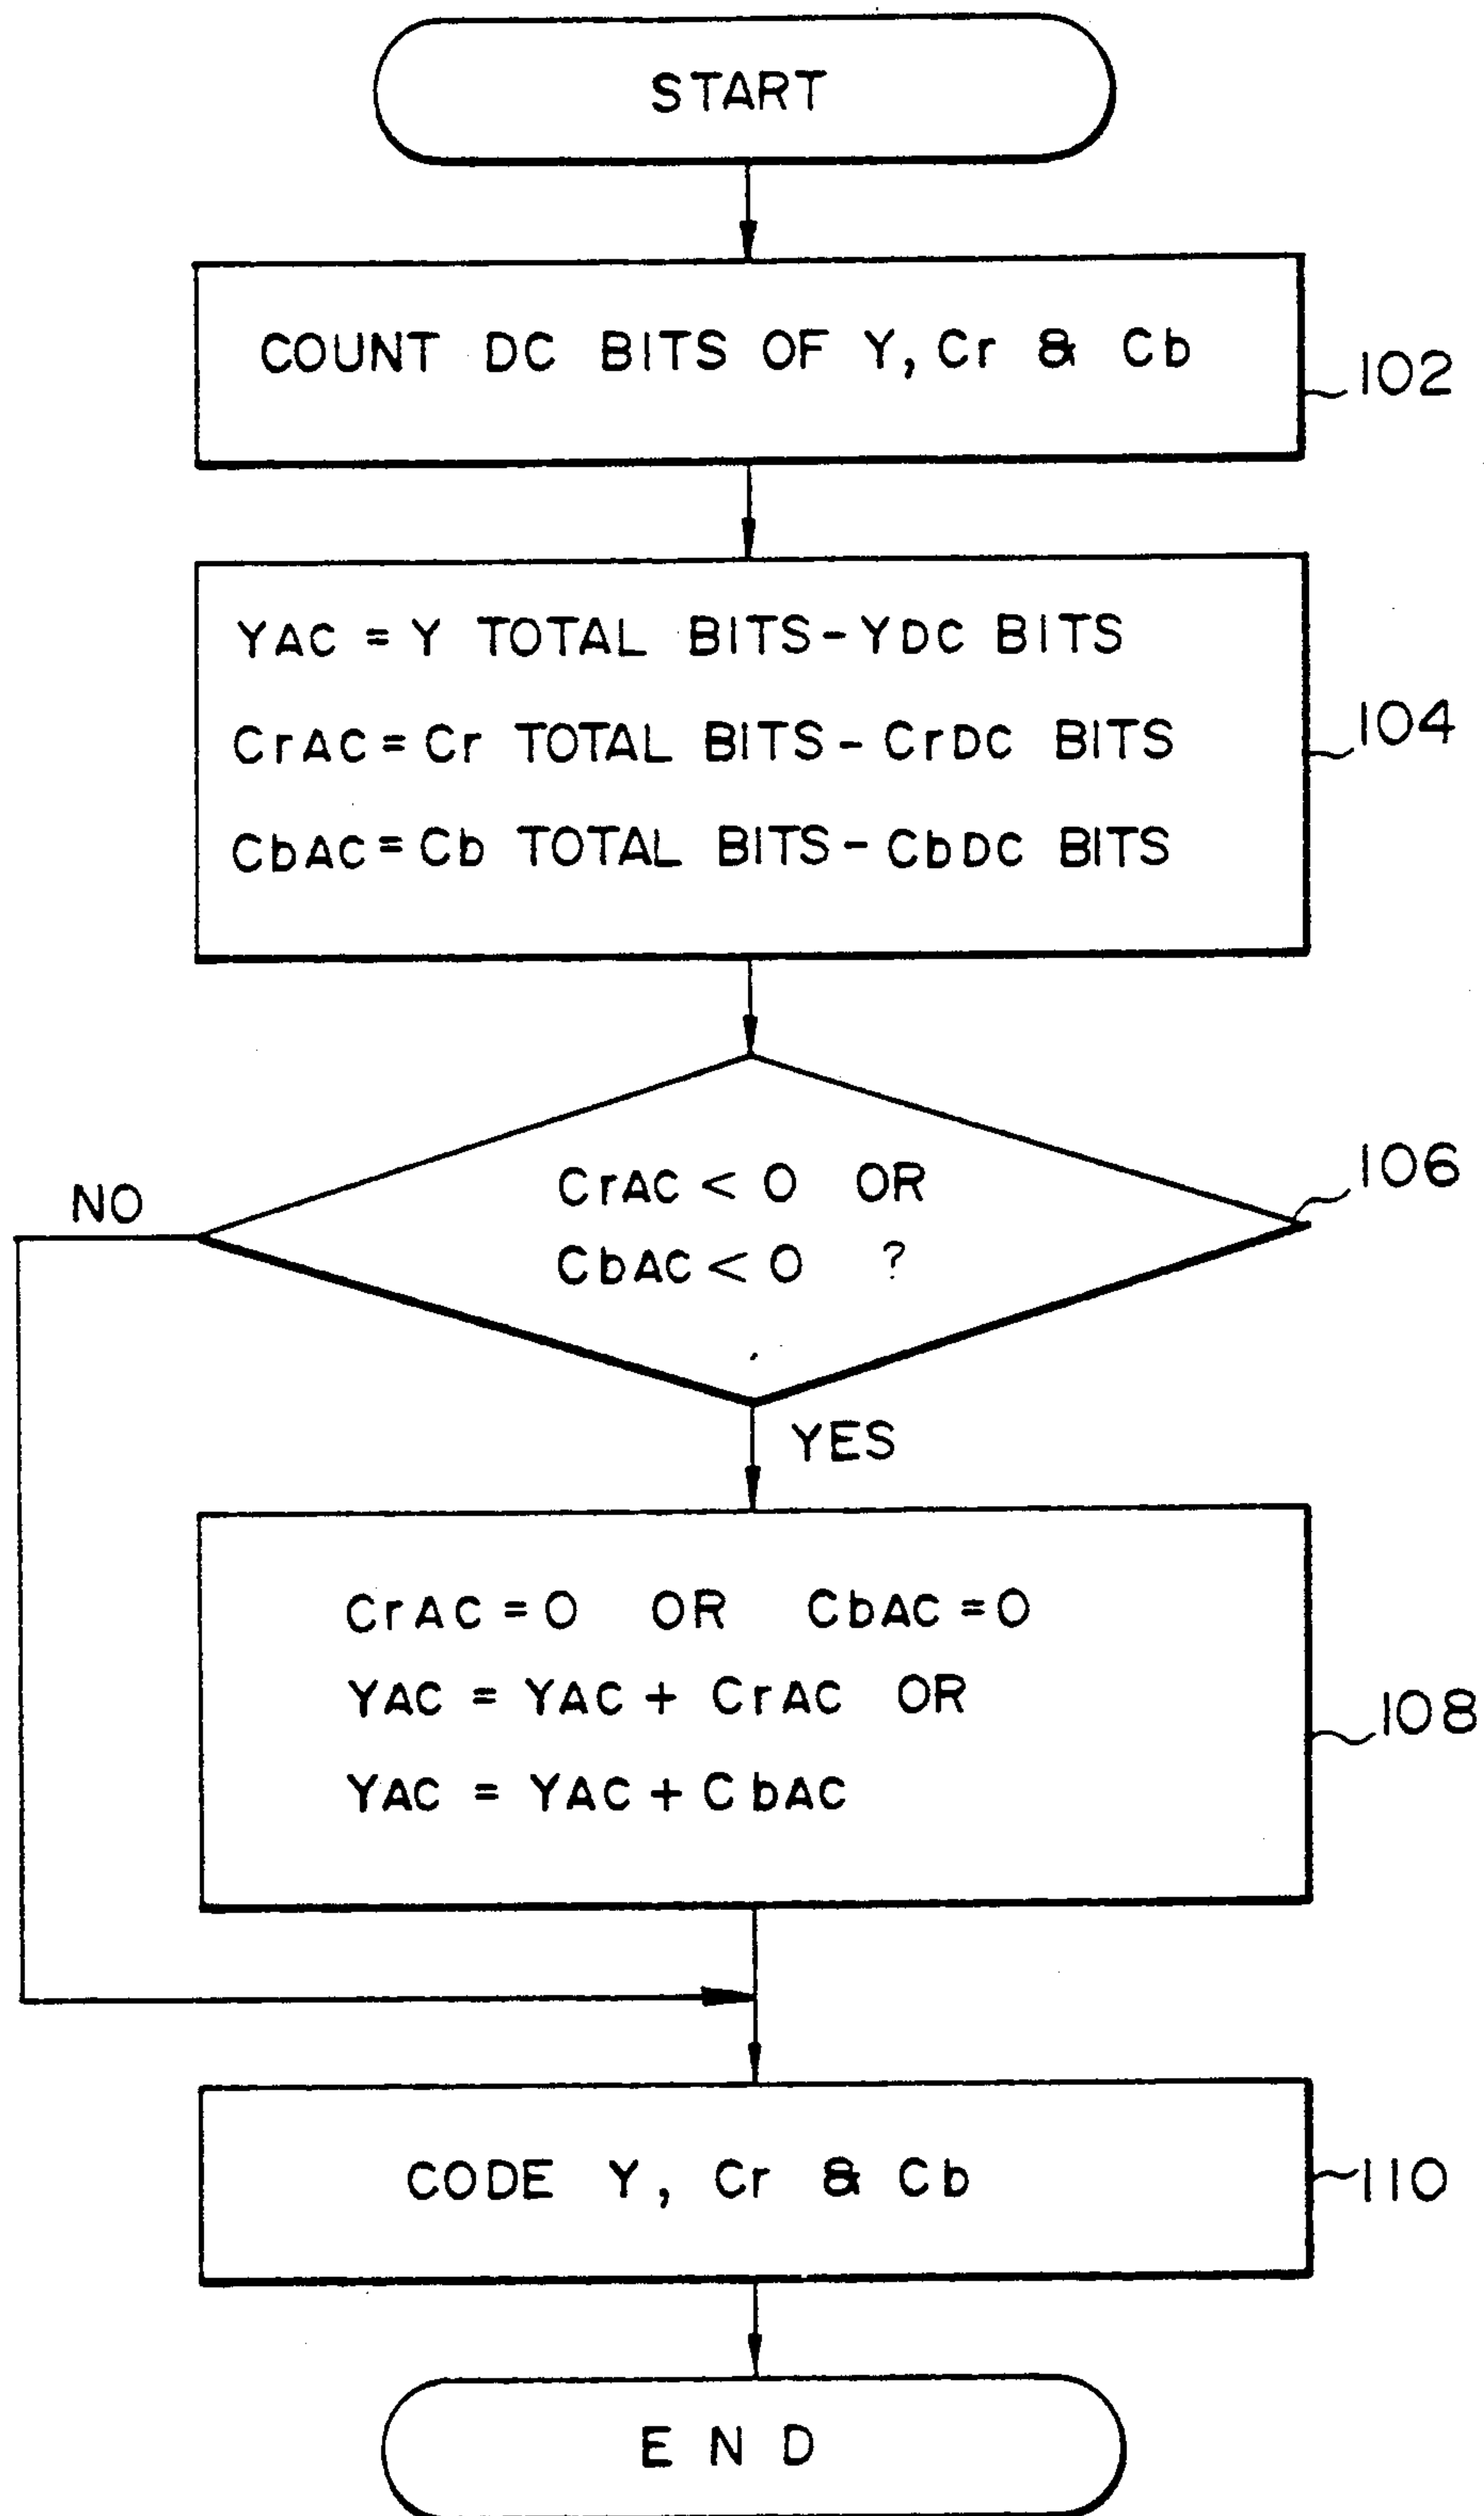 START
COUNT DC BITS OF Y, Cr & Cb
102
YAC = Y TOTAL BITS - YDC BITS
CrAC = Cr TOTAL BITS - CrDC BITS
CbAC = Cb TOTAL BITS - CbDC BITS
104
CrAC < 0 OR
CbAC < 0 ?
106
NO
YES
CrAC = 0 OR CbAC = 0
YAC = YAC + CrAC OR
YAC = YAC + CbAC
108
CODE Y, Cr & Cb
110
END